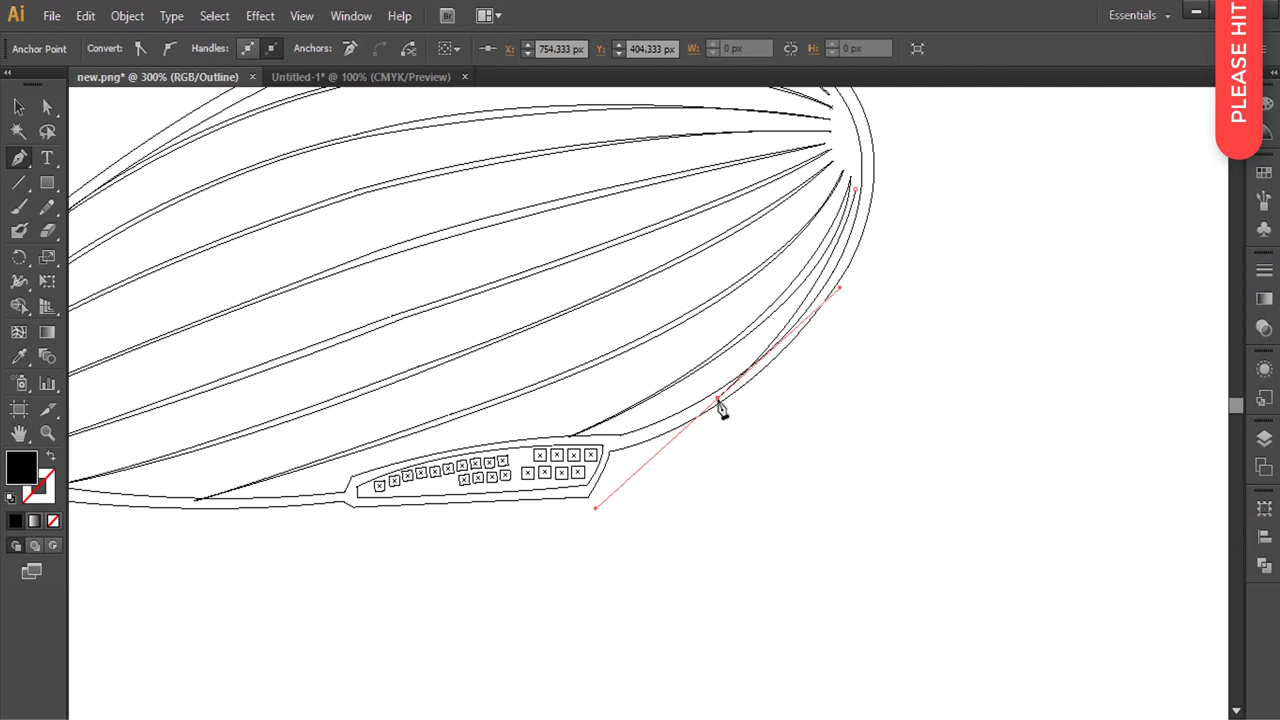 Ai File Edit Object Type Select Effect View Window Help Br Essentials
Anchor Point Convert: Handles: Anchors: X: 754.333 px Y: 404.333 px W: 0 px H: 0 px
new.png* @ 300% (RGB/Outline) × Untitled-1* @ 100% (CMYK/Preview) ×
PLEASE HIT
T